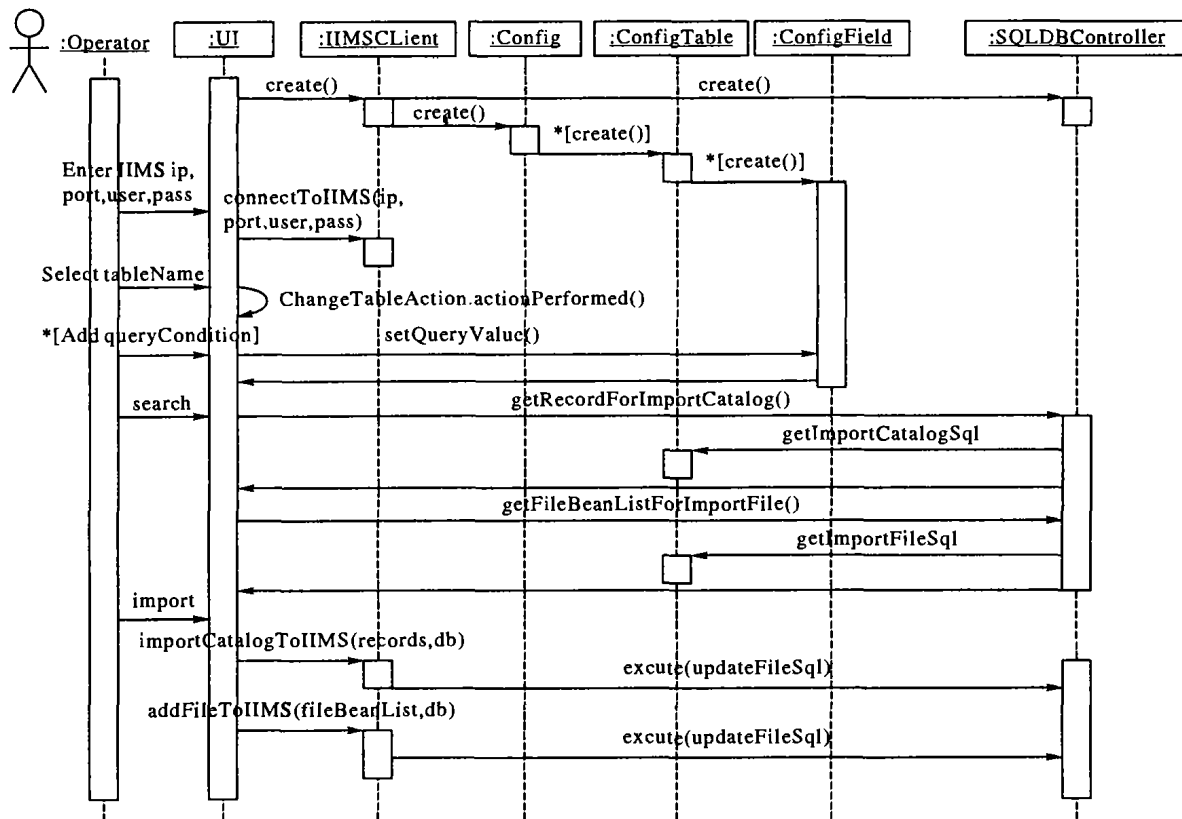 :Operator
:UI
:IIMSCLient
:Config
:ConfigTable
:ConfigField
:SQLDBController
create()
create()
create()
*[create()]
*[create()]
Enter IIMS ip,
port,user,pass
connectToIIMS(ip,
port,user,pass)
Select tableName
ChangeTableAction.actionPerformed()
*[Add queryCondition]
setQueryValuc()
search
getRecordForImportCatalog()
getImportCatalogSql
getFileBeanListForImportFile()
getImportFileSql
import
importCatalogToIIMS(records,db)
excute(updateFileSql)
addFileToIIMS(fileBeanList,db)
excute(updateFileSql)